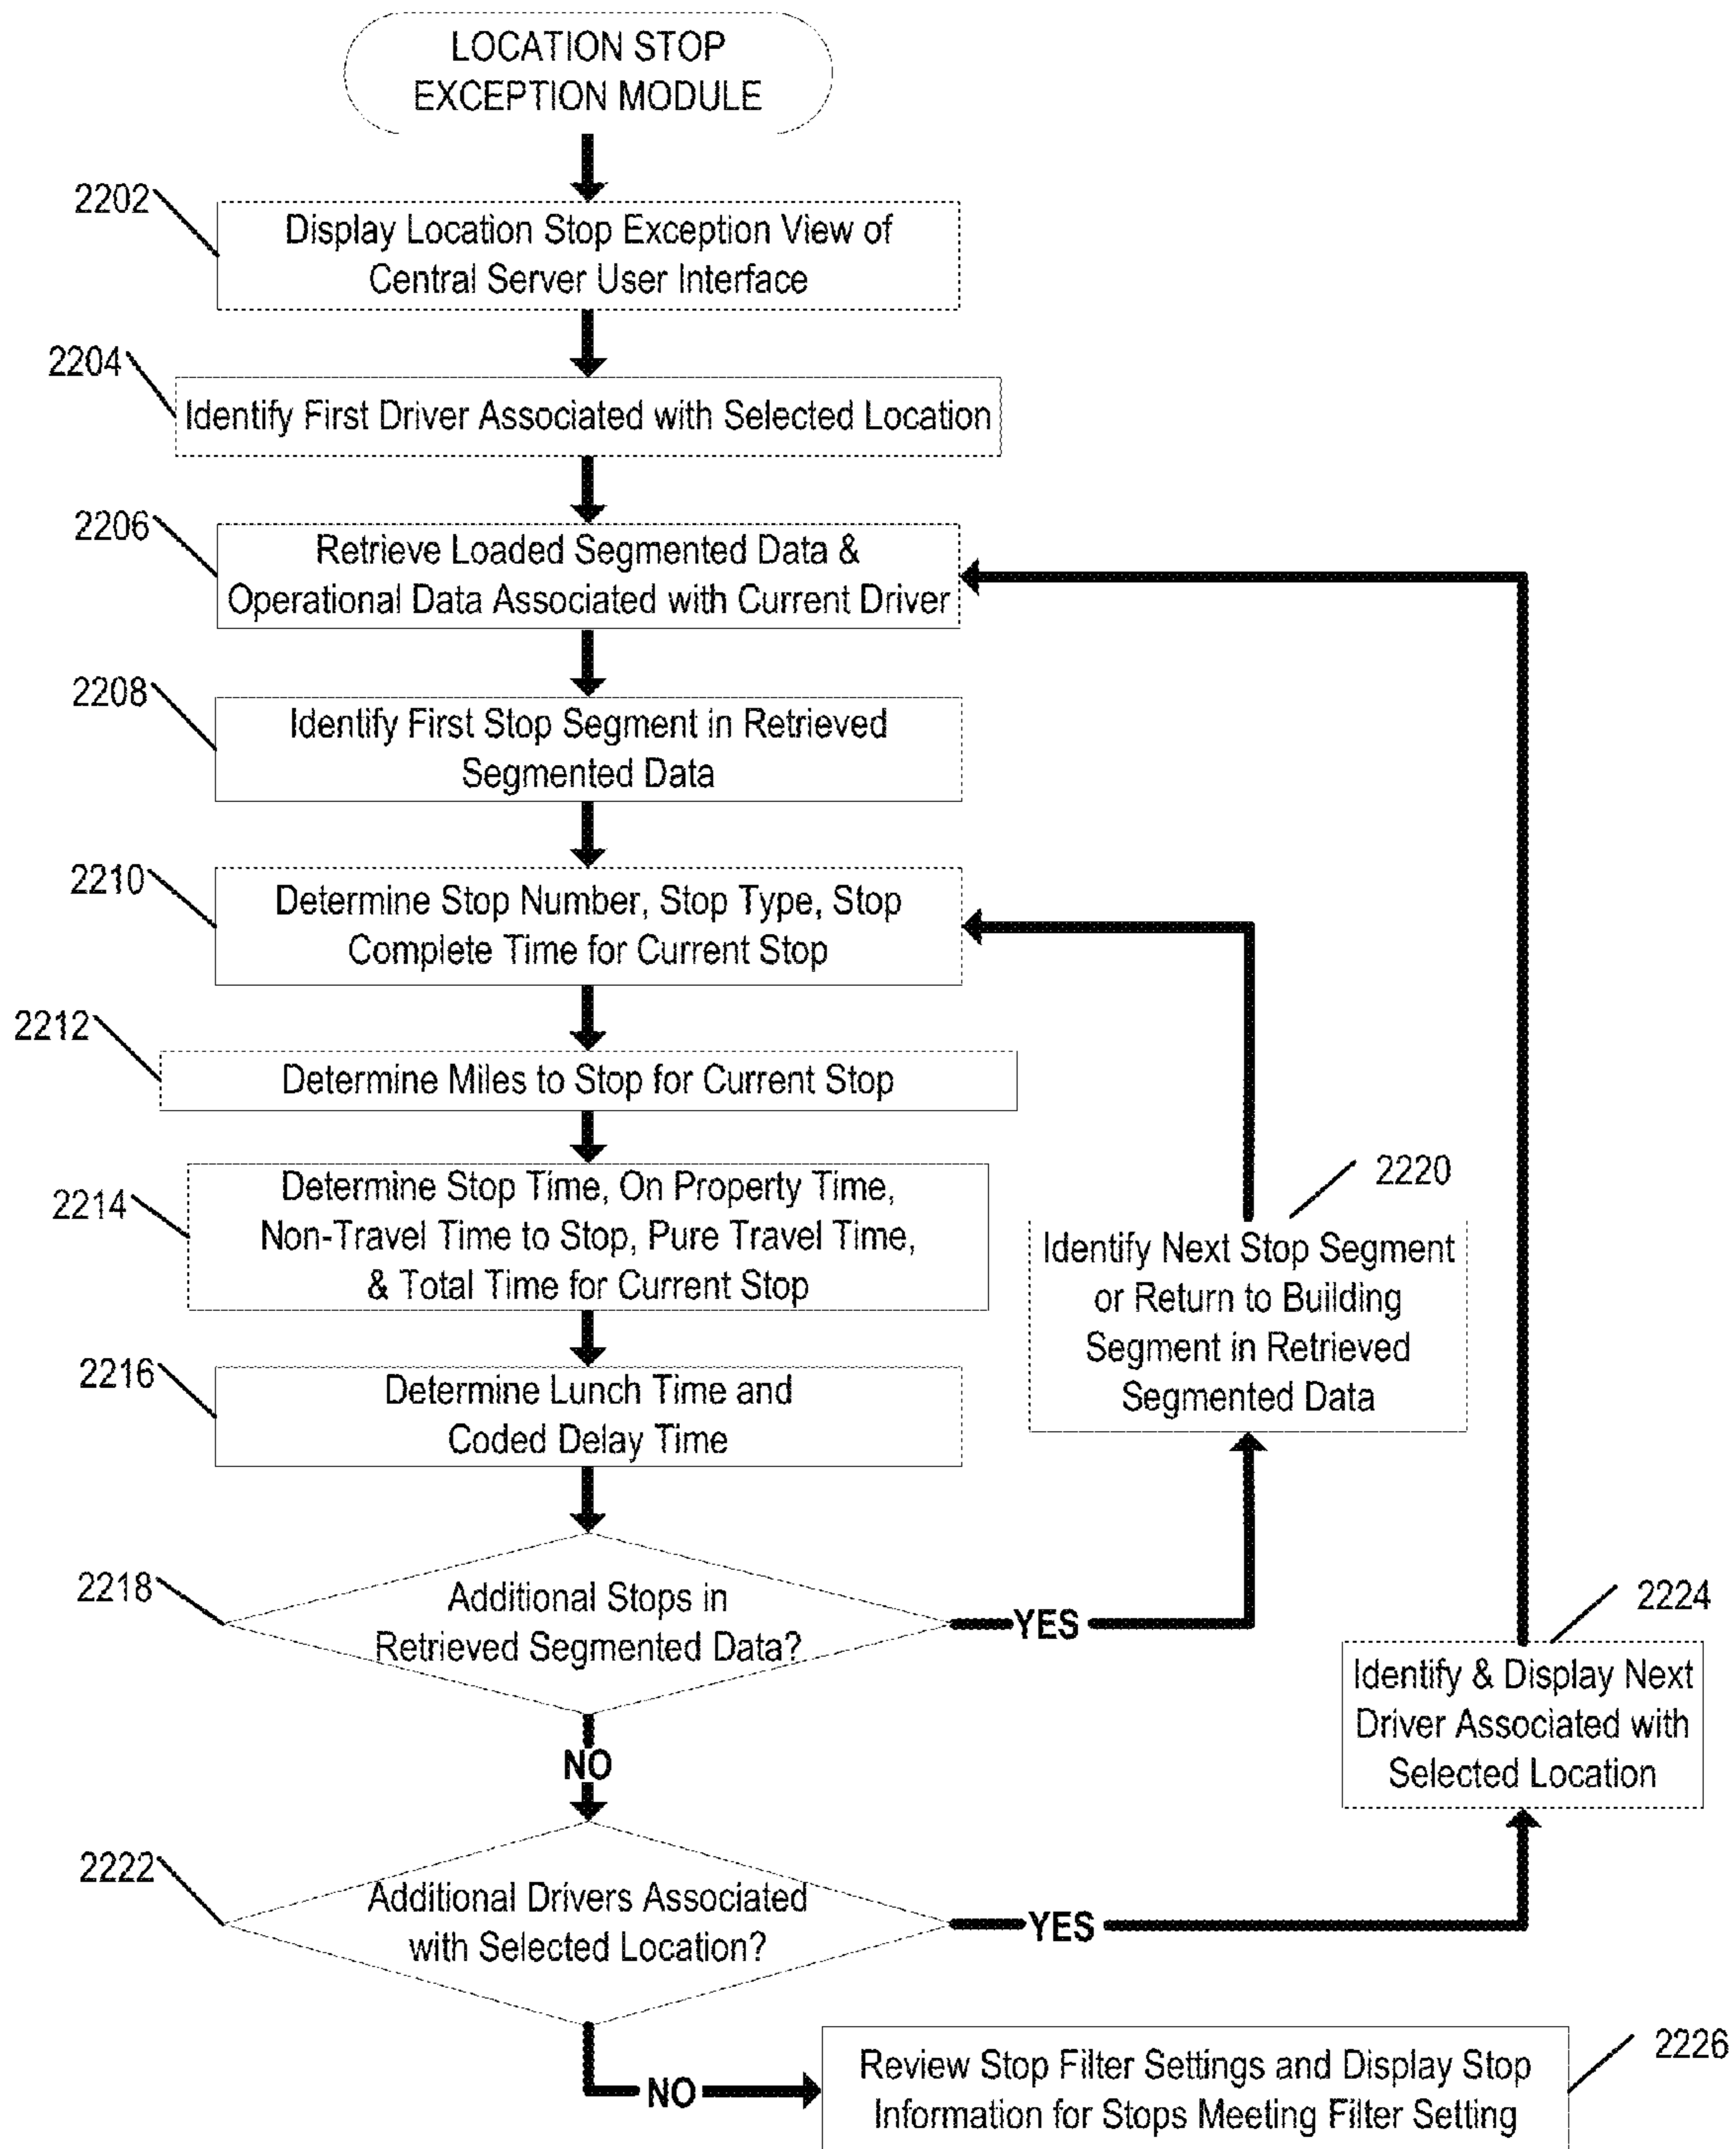 LOCATION STOP
EXCEPTION MODULE
2202
Display Location Stop Exception View of
Central Server User Interface
2204
Identify First Driver Associated with Selected Location
2206
Retrieve Loaded Segmented Data &
Operational Data Associated with Current Driver
2208
Identify First Stop Segment in Retrieved
Segmented Data
2210
Determine Stop Number, Stop Type, Stop
Complete Time for Current Stop
2212
Determine Miles to Stop for Current Stop
2214
Determine Stop Time, On Property Time,
Non-Travel Time to Stop, Pure Travel Time,
& Total Time for Current Stop
2220
Identify Next Stop Segment
or Return to Building
Segment in Retrieved
Segmented Data
2216
Determine Lunch Time and
Coded Delay Time
2218
Additional Stops in
Retrieved Segmented Data?
YES
NO
2224
Identify & Display Next
Driver Associated with
Selected Location
2222
Additional Drivers Associated
with Selected Location?
YES
NO
2226
Review Stop Filter Settings and Display Stop
Information for Stops Meeting Filter Setting